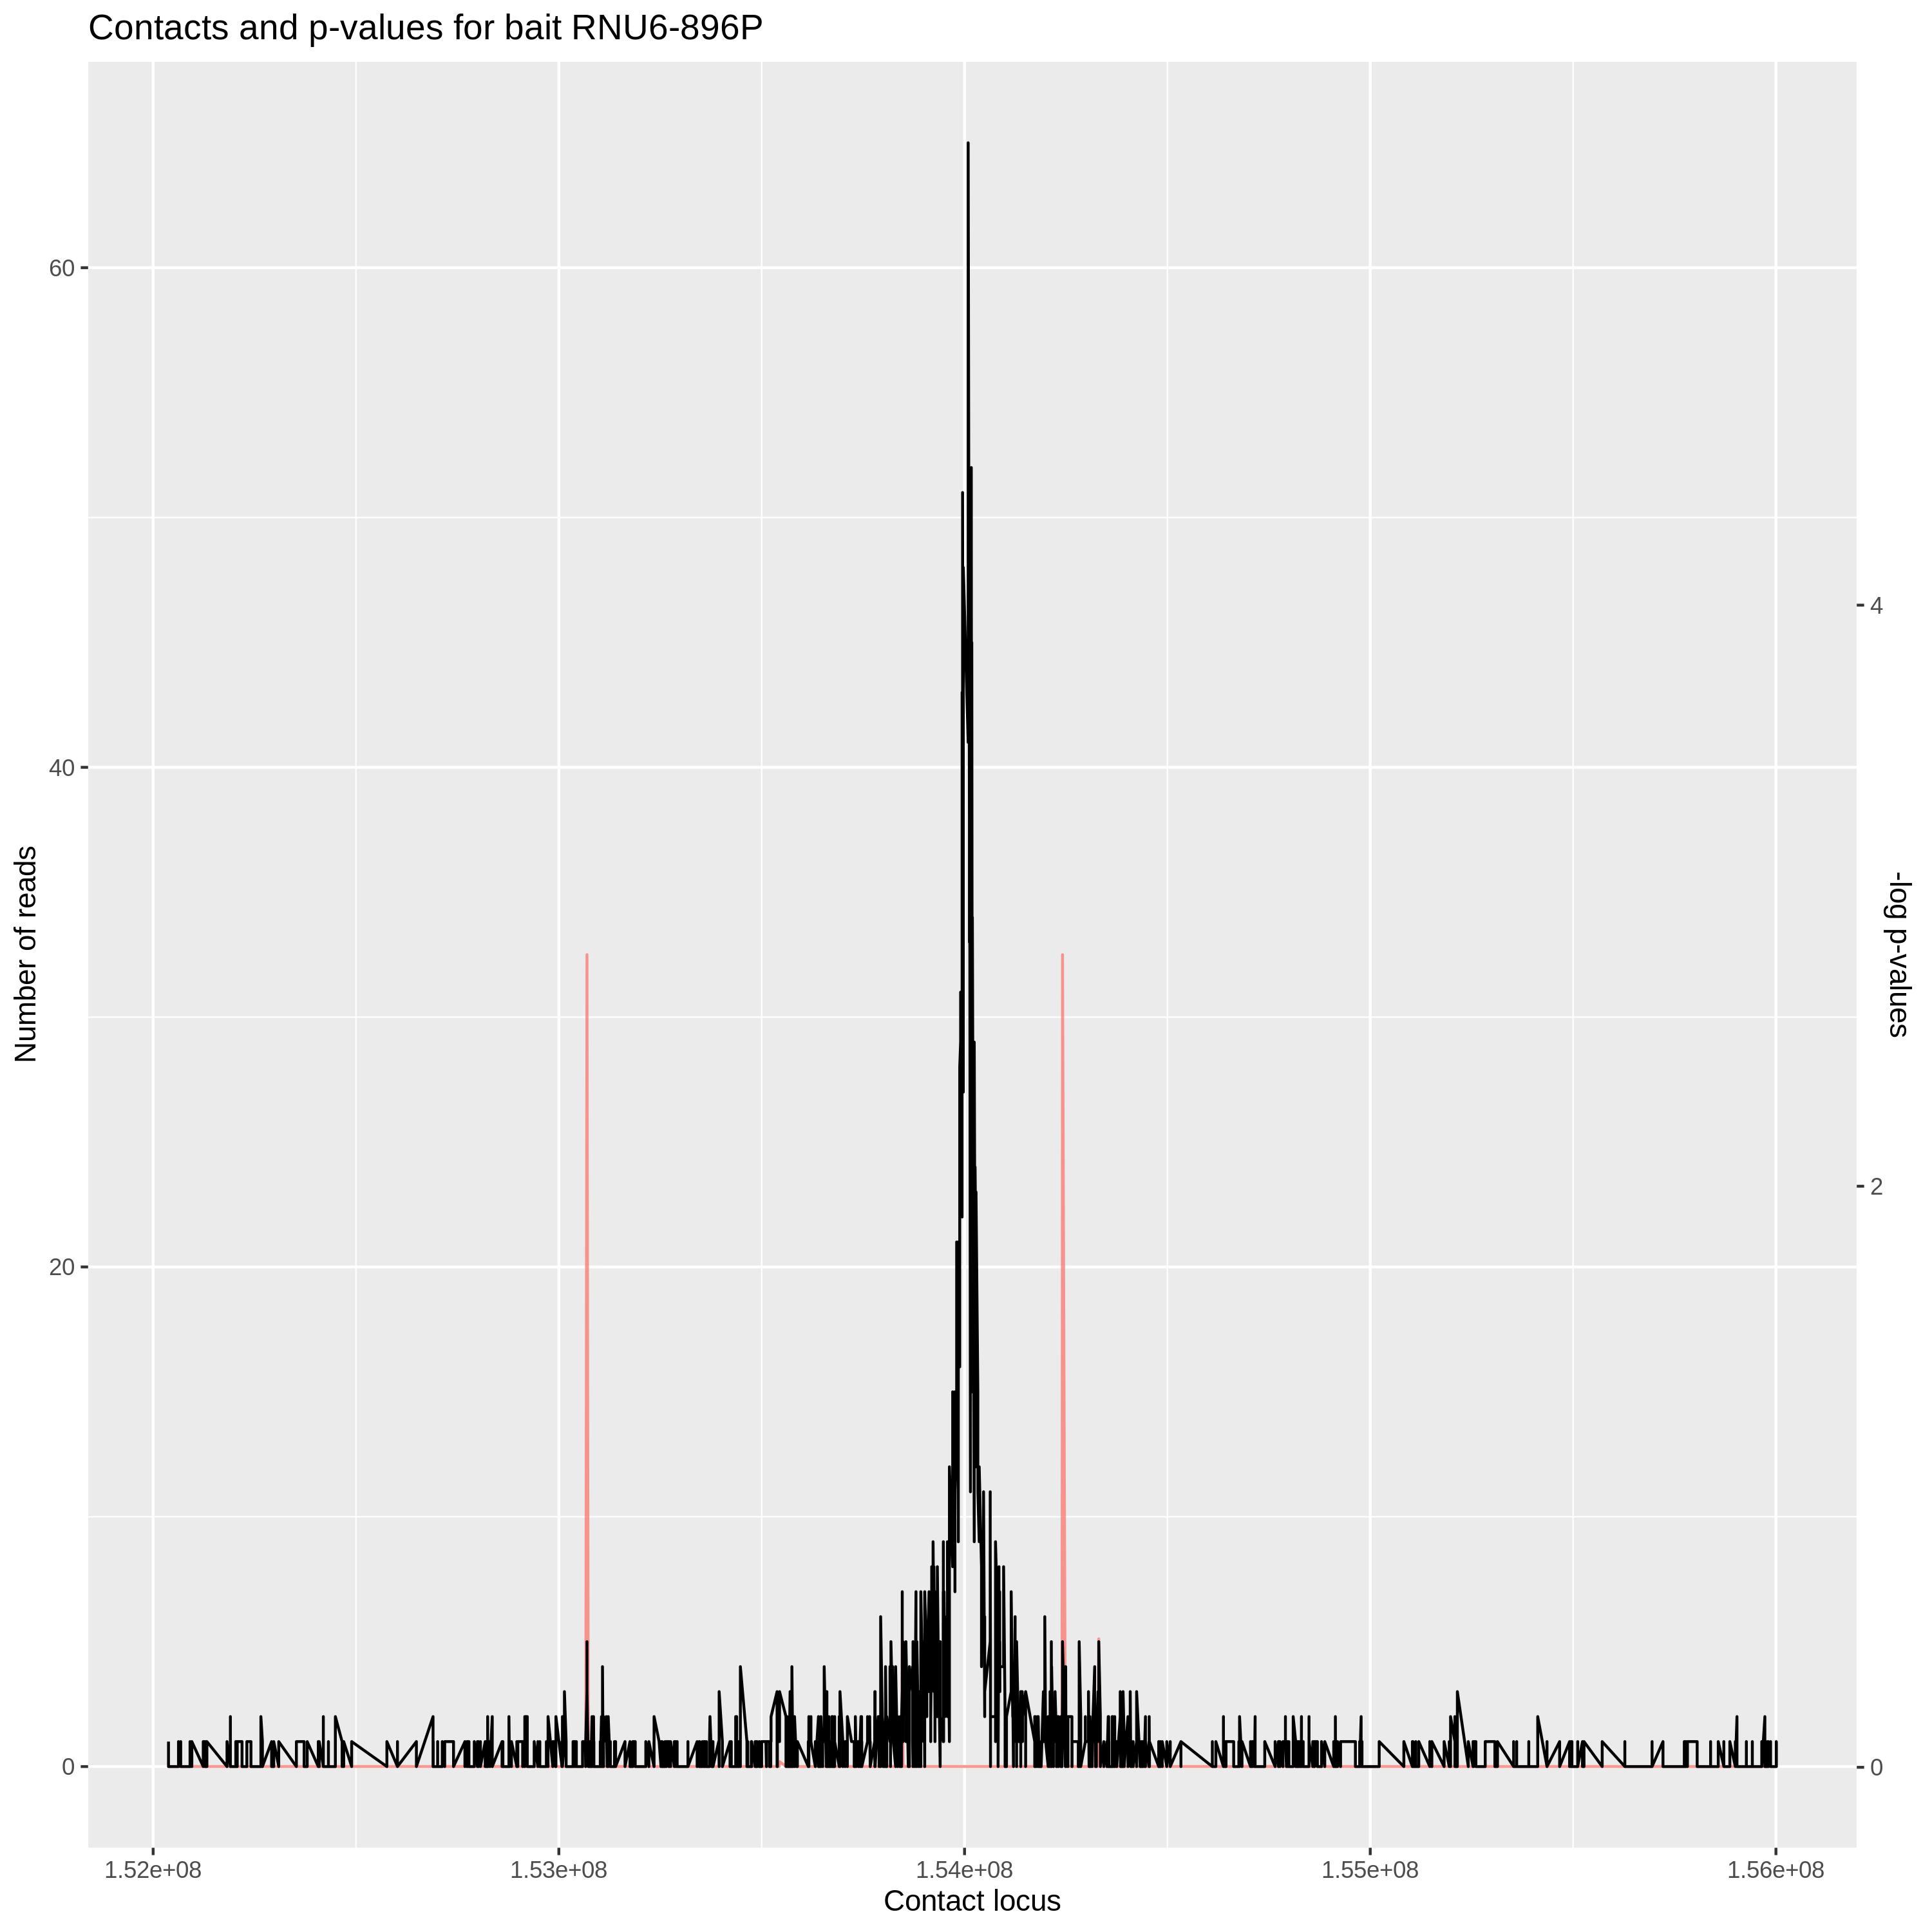 Contacts and p-values for bait RNU6-896P
60
40
20
0
Number of reads
4
2
0
-log p-values
1.52e+08 1.53e+08 1.54e+08 1.55e+08 1.56e+08
Contact locus